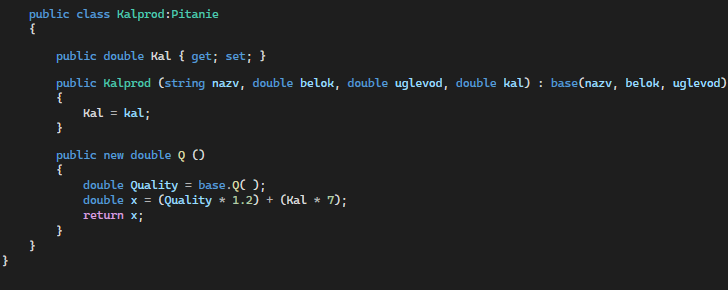 public class Kalprod:Pitanie
{
public double Kal { get; set; }
public Kalprod (string nazv, double belok, double uglevod, double kal) : base(nazv, belok, uglevod)
{
Kal = kal;
}
public new double Q ()
{
double Quality = base.Q( );
double x = (Quality * 1.2) + (Kal * 7);
return x;
}
}
}